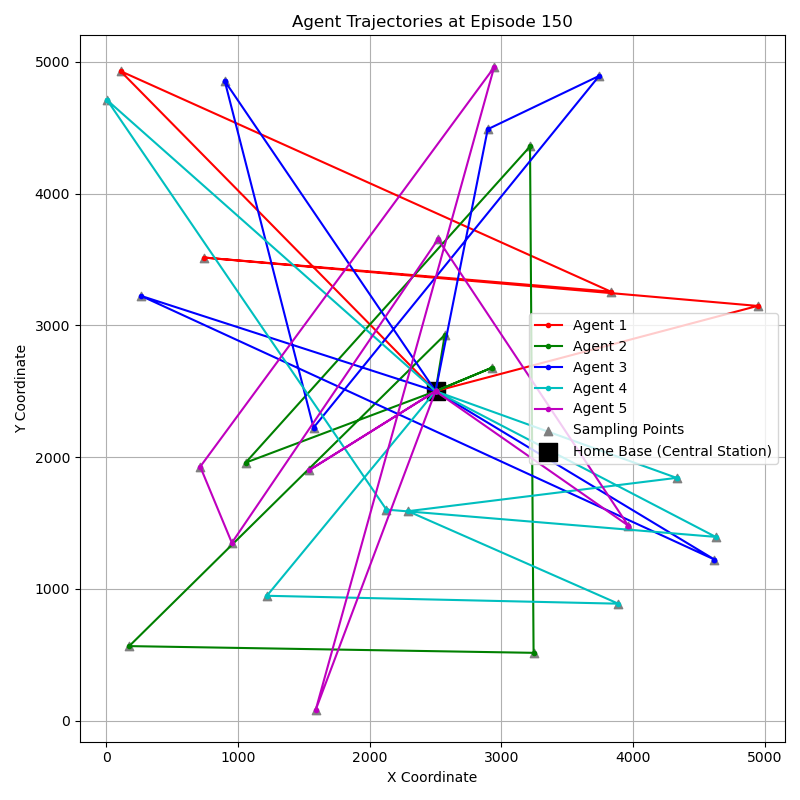 Agent Trajectories at Episode 150
Y Coordinate
5000
4000
3000
2000
1000
0
Agent 1
Agent 2
Agent 3
Agent 4
Agent 5
Sampling Points
Home Base (Central Station)
0 1000 2000 3000 4000 5000
X Coordinate